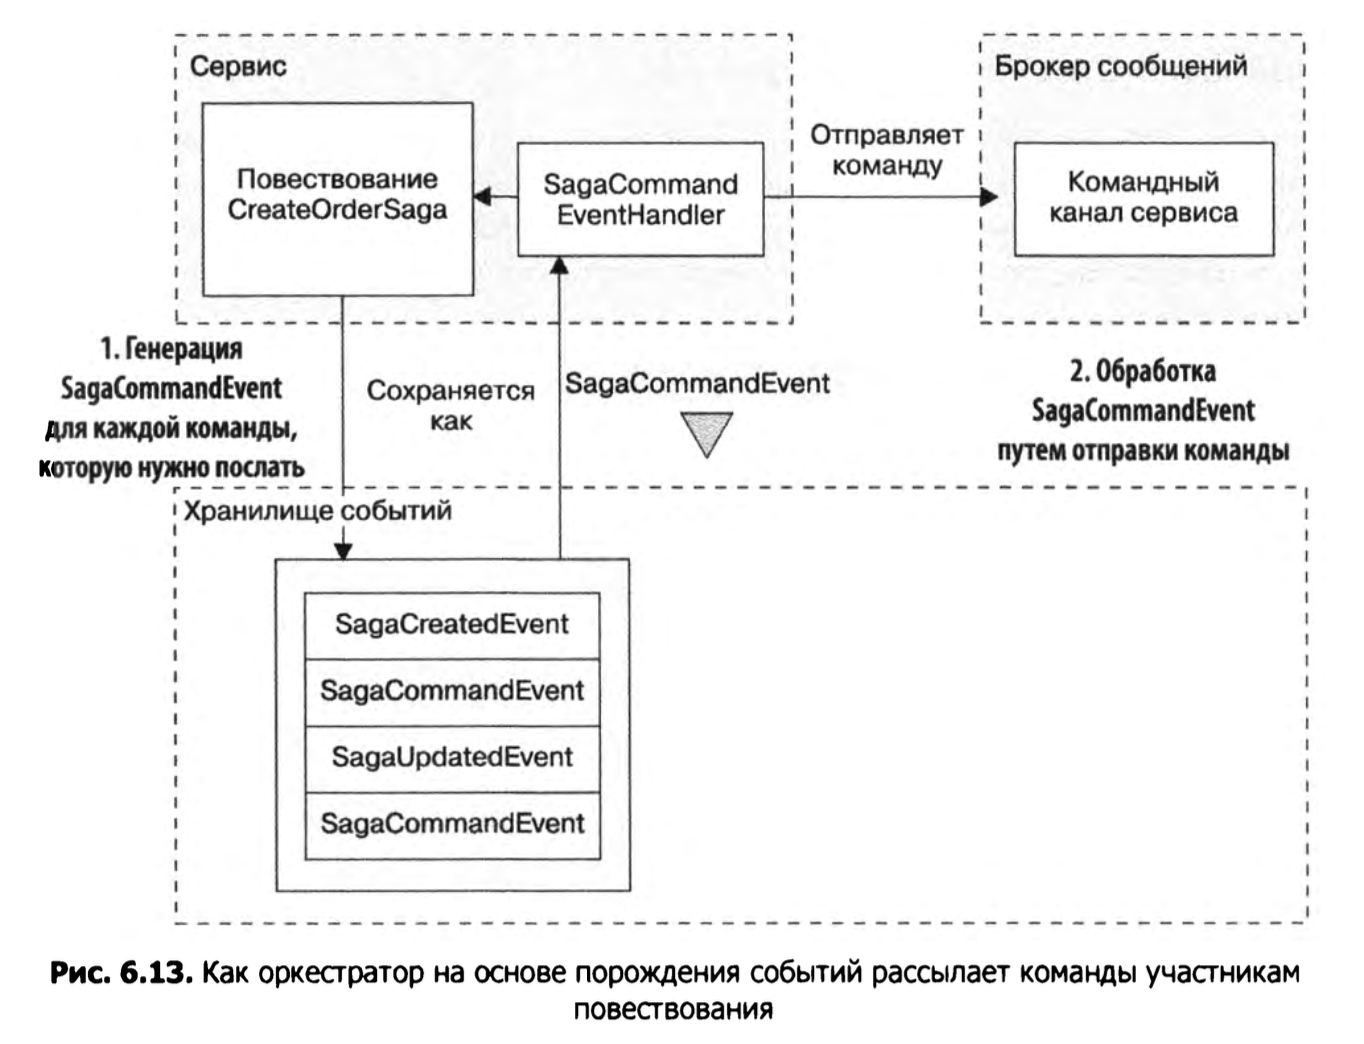 Сервис
Повествование
CreateOrderSaga
SagaCommand
EventHandler
Отправляет
команду
Брокер сообщений
Командный
канал сервиса
1. Генерация
SagaCommandEvent
для каждой команды,
которую нужно послать
Сохраняется
как
SagaCommandEvent
2. Обработка
SagaCommandEvent
путем отправки команды
Хранилище событий
SagaCreatedEvent
SagaCommandEvent
SagaUpdatedEvent
SagaCommandEvent
Рис. 6.13. Как оркестратор на основе порождения событий рассылает команды участникам
повествования